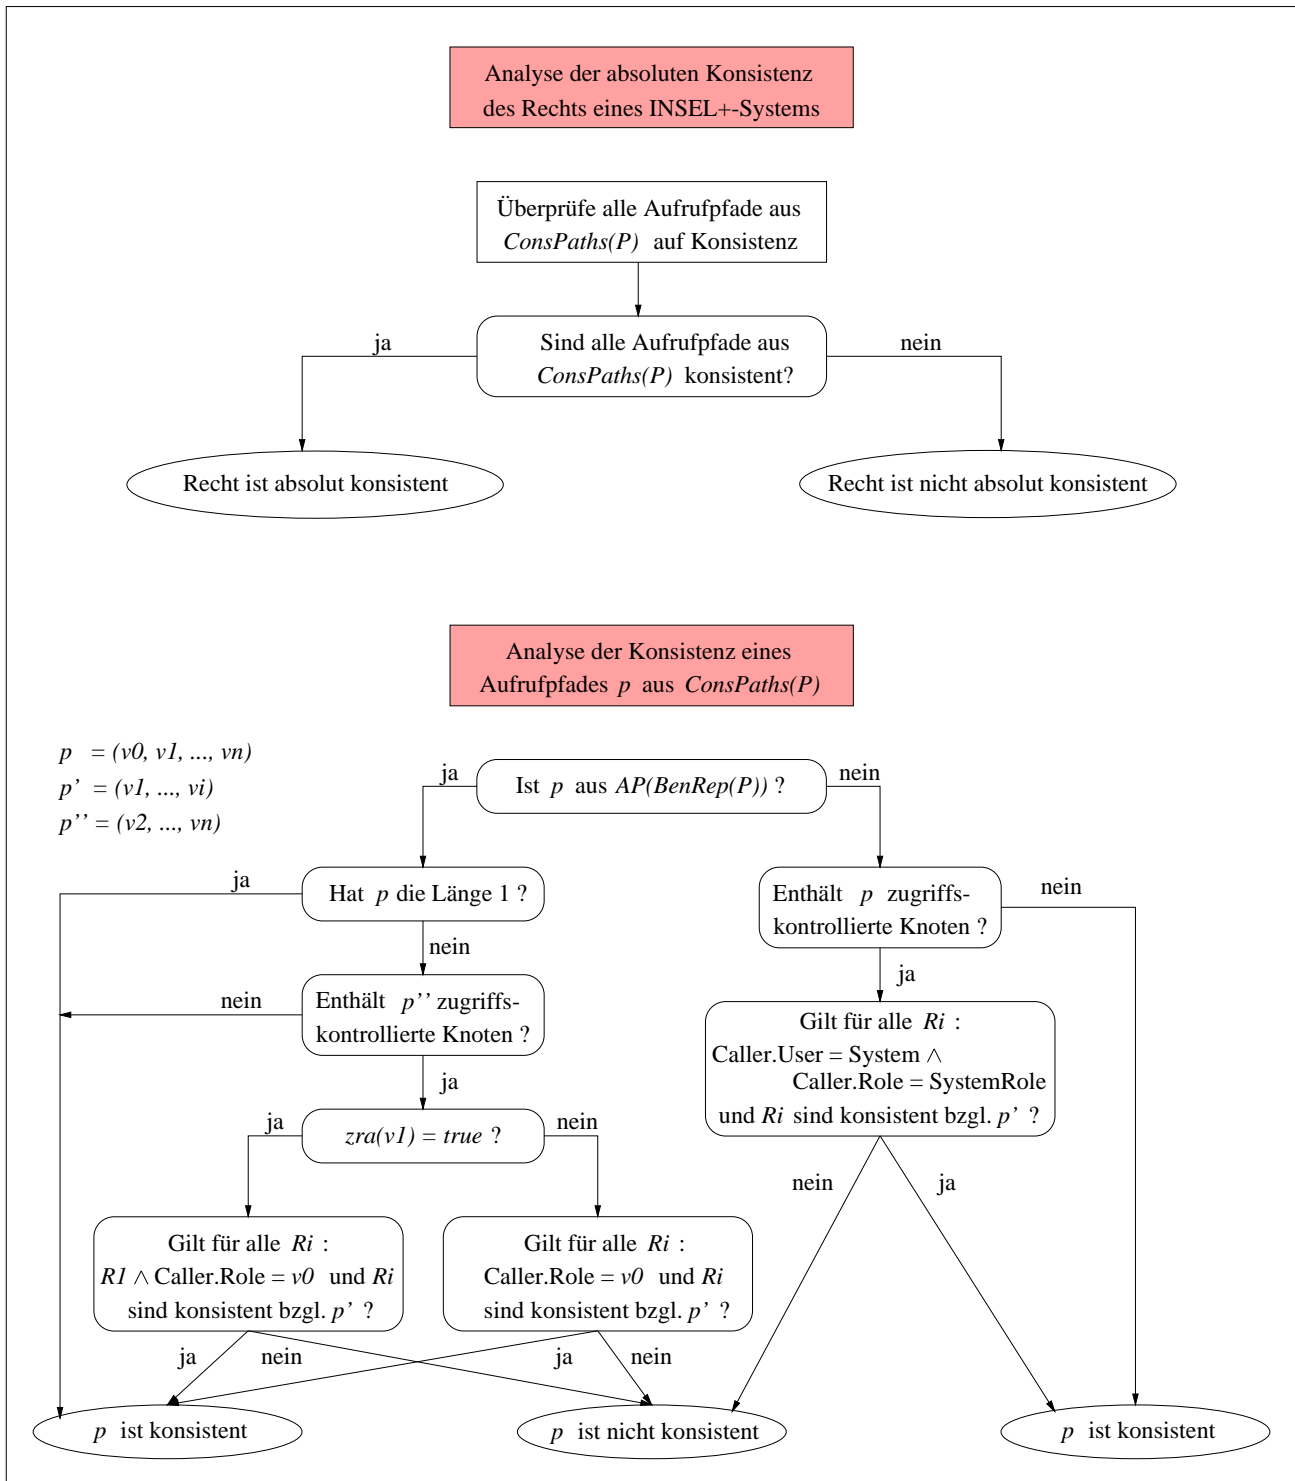 Analyse der absoluten Konsistenz
des Rechts eines INSEL+-Systems
Überprüfe alle Aufrufpfade aus
ConsPaths(P) auf Konsistenz
ja
Sind alle Aufrufpfade aus
ConsPaths(P) konsistent?
nein
Recht ist absolut konsistent
Recht ist nicht absolut konsistent
Analyse der Konsistenz eines
Aufrufpfades p aus ConsPaths(P)
p = (v0, v1, ..., vn)
p' = (v1, ..., vi)
p'' = (v2, ..., vn)
ja
Ist p aus AP(BenRep(P)) ?
nein
ja
Hat p die Länge 1 ?
Enthält p zugriffs-
kontrollierte Knoten ?
nein
nein
ja
nein
Enthält p'' zugriffs-
kontrollierte Knoten ?
Gilt für alle Ri :
Caller.User = System ∧
Caller.Role = SystemRole
und Ri sind konsistent bzgl. p' ?
ja
ja
zra(v1) = true ?
nein
nein
ja
Gilt für alle Ri :
R1 ∧ Caller.Role = v0 und Ri
sind konsistent bzgl. p' ?
Gilt für alle Ri :
Caller.Role = v0 und Ri
sind konsistent bzgl. p' ?
ja
nein
ja
nein
p ist konsistent
p ist nicht konsistent
p ist konsistent